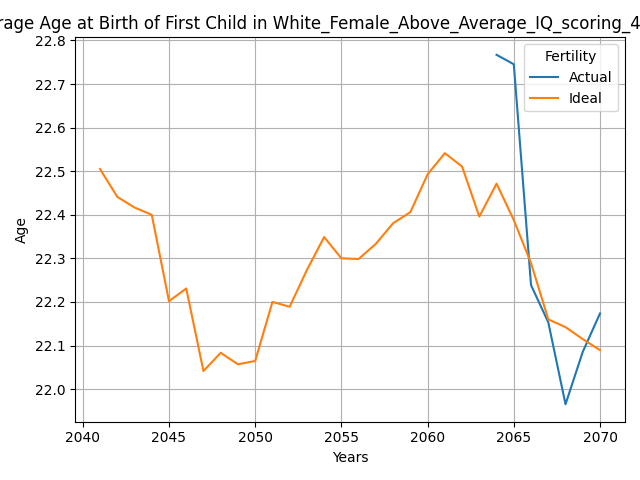 rage Age at Birth of First Child in White_Female_Above_Average_IQ_scoring_4
22.8
22.7
22.6
22.5
22.4
22.3
22.2
22.1
22.0
Age
Fertility
Actual
Ideal
2040 2045 2050 2055 2060 2065 2070
Years